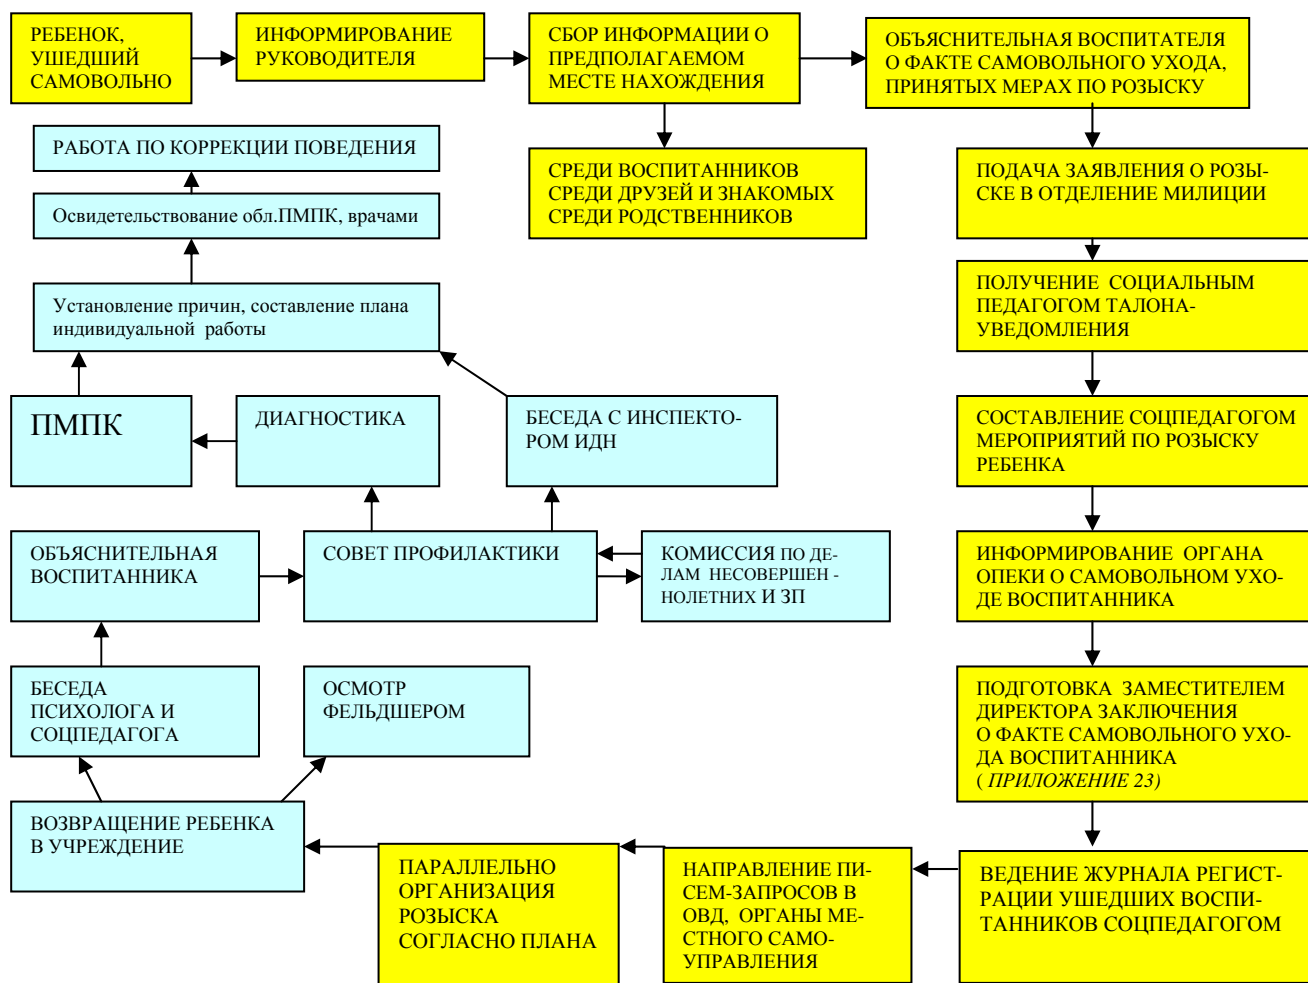 РЕБЕНОК,
УШЕДШИЙ
САМОВОЛЬНО
ИНФОРМИРОВАНИЕ
РУКОВОДИТЕЛЯ
СБОР ИНФОРМАЦИИ О
ПРЕДПОЛАГАЕМОМ
МЕСТЕ НАХОЖДЕНИЯ
ОБЪЯСНИТЕЛЬНАЯ ВОСПИТАТЕЛЯ
О ФАКТЕ САМОВОЛЬНОГО УХОДА,
ПРИНЯТЫХ МЕРАХ ПО РОЗЫСКУ
РАБОТА ПО КОРРЕКЦИИ ПОВЕДЕНИЯ
СРЕДИ ВОСПИТАННИКОВ
СРЕДИ ДРУЗЕЙ И ЗНАКОМЫХ
СРЕДИ РОДСТВЕННИКОВ
ПОДАЧА ЗАЯВЛЕНИЯ О РОЗЫ-
СКЕ В ОТДЕЛЕНИЕ МИЛИЦИИ
Освидетельствование обл.ПМПК, врачами
ПОЛУЧЕНИЕ СОЦИАЛЬНЫМ
ПЕДАГОГОМ ТАЛОНА-
УВЕДОМЛЕНИЯ
Установление причин, составление плана
индивидуальной работы
ПМПК
ДИАГНОСТИКА
БЕСЕДА С ИНСПЕКТО-
РОМ ИДН
СОСТАВЛЕНИЕ СОЦПЕДАГОГОМ
МЕРОПРИЯТИЙ ПО РОЗЫСКУ
РЕБЕНКА
ОБЪЯСНИТЕЛЬНАЯ
ВОСПИТАННИКА
СОВЕТ ПРОФИЛАКТИКИ
КОМИССИЯ ПО ДЕ-
ЛАМ НЕСОВЕРШЕН -
НОЛЕТНИХ И ЗП
ИНФОРМИРОВАНИЕ ОРГАНА
ОПЕКИ О САМОВОЛЬНОМ УХО-
ДЕ ВОСПИТАННИКА
БЕСЕДА
ПСИХОЛОГА И
СОЦПЕДАГОГА
ОСМОТР
ФЕЛЬДШЕРОМ
ПОДГОТОВКА ЗАМЕСТИТЕЛЕМ
ДИРЕКТОРА ЗАКЛЮЧЕНИЯ
О ФАКТЕ САМОВОЛЬНОГО УХО-
ДА ВОСПИТАННИКА
( ПРИЛОЖЕНИЕ 23)
ВОЗВРАЩЕНИЕ РЕБЕНКА
В УЧРЕЖДЕНИЕ
ПАРАЛЛЕЛЬНО
ОРГАНИЗАЦИЯ
РОЗЫСКА
СОГЛАСНО ПЛАНА
НАПРАВЛЕНИЕ ПИ-
СЕМ-ЗАПРОСОВ В
ОВД, ОРГАНЫ МЕ-
СТНОГО САМО-
УПРАВЛЕНИЯ
ВЕДЕНИЕ ЖУРНАЛА РЕГИСТ-
РАЦИИ УШЕДШИХ ВОСПИ-
ТАННИКОВ СОЦПЕДАГОГОМ